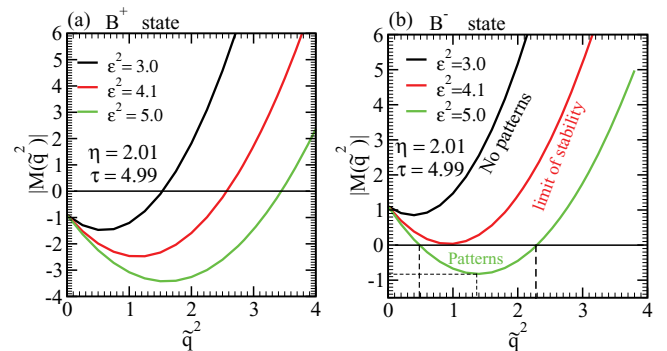 (a) B⁺ state
6
5
4
3
2
1
0
-1
-2
-3
-4
|M(q̃²)|
ε² = 3.0
ε² = 4.1
ε² = 5.0
η = 2.01
τ = 4.99
0 1 2 3 4
q̃²
(b) B⁻ state
6
5
4
3
2
1
0
-1
|M(q̃²)|
ε² = 3.0
ε² = 4.1
ε² = 5.0
η = 2.01
τ = 4.99
No patterns
limit of stability
Patterns
0 1 2 3 4
q̃²